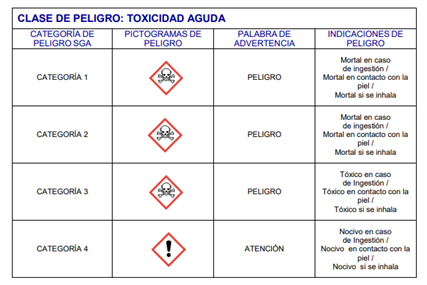 CLASE DE PELIGRO: TOXICIDAD AGUDA
CATEGORÍA DE
PELIGRO SGA
PICTOGRAMAS DE
PELIGRO
PALABRA DE
ADVERTENCIA
INDICACIONES DE
PELIGRO
CATEGORÍA 1
PELIGRO
Mortal en caso
de ingestión /
Mortal en contacto con la
piel /
Mortal si se inhala
CATEGORÍA 2
PELIGRO
Mortal en caso
de ingestión /
Mortal en contacto con la
piel /
Mortal si se inhala
CATEGORÍA 3
PELIGRO
Tóxico en caso
de Ingestión /
Tóxico en contacto con la
piel /
Tóxico si se inhala
CATEGORÍA 4
ATENCIÓN
Nocivo en caso
de Ingestión /
Nocivo en contacto con la
piel /
Nocivo si se inhala